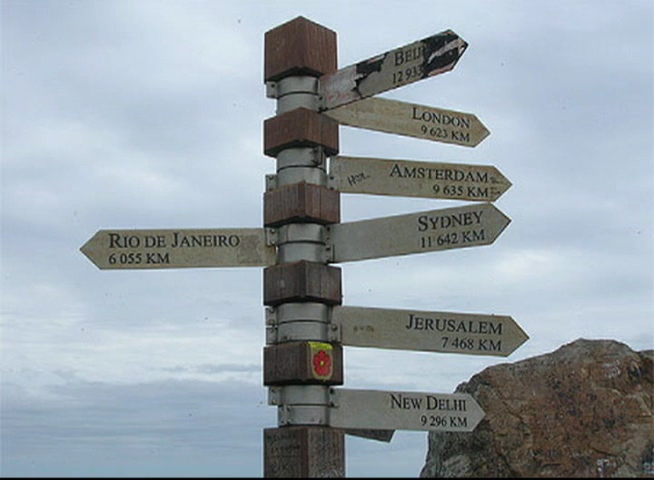 12 933
LONDON
9 623 KM
AMSTERDAM
9 635 KM
SYDNEY
11 642 KM
RIO DE JANEIRO
6 055 KM
JERUSALEM
7 468 KM
NEW DELHI
9 296 KM